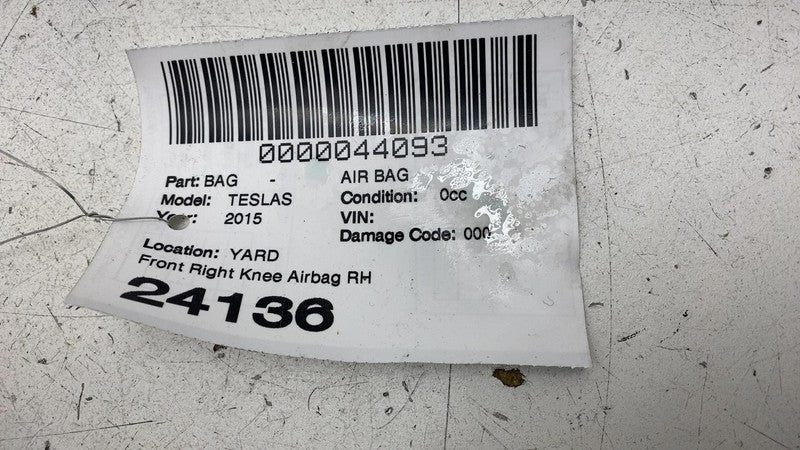 0000044093
Part: BAG - AIR BAG
Model: TESLAS Condition: 0cc
Year: 2015 VIN:
Damage Code: 000
Location: YARD
Front Right Knee Airbag RH
24136